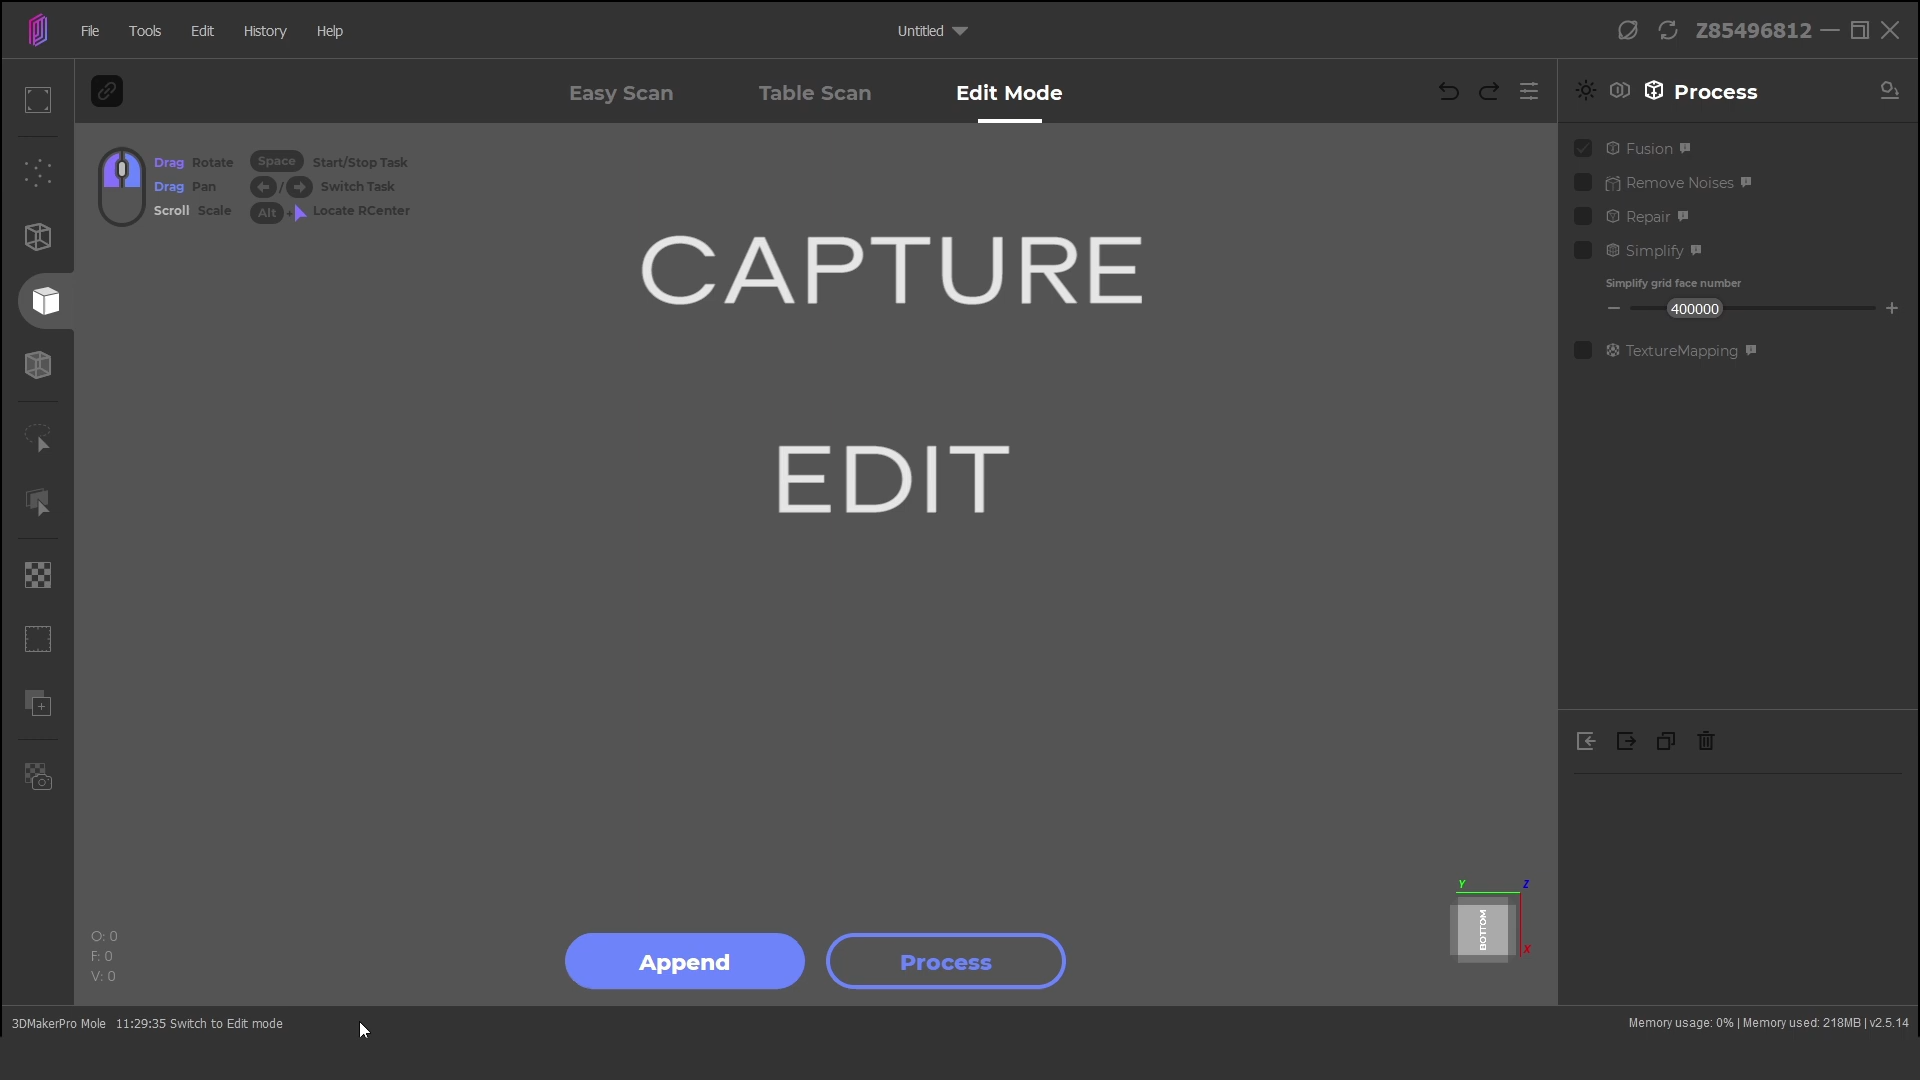 File Tools Edit History Help
Untitled
Z85496812
Easy Scan Table Scan Edit Mode
Process
Drag Rotate Space Start/Stop Task
Drag Pan / Switch Task
Scroll Scale Alt + Locate RCenter
CAPTURE
EDIT
Fusion
Remove Noises
Repair
Simplify
Simplify grid face number
400000
TextureMapping
Y Z
BOTTOM
X
O: 0
F: 0
V: 0
Append Process
3DMakerPro Mole 11:29:35 Switch to Edit mode
Memory usage: 0% | Memory used: 218MB | v2.5.14